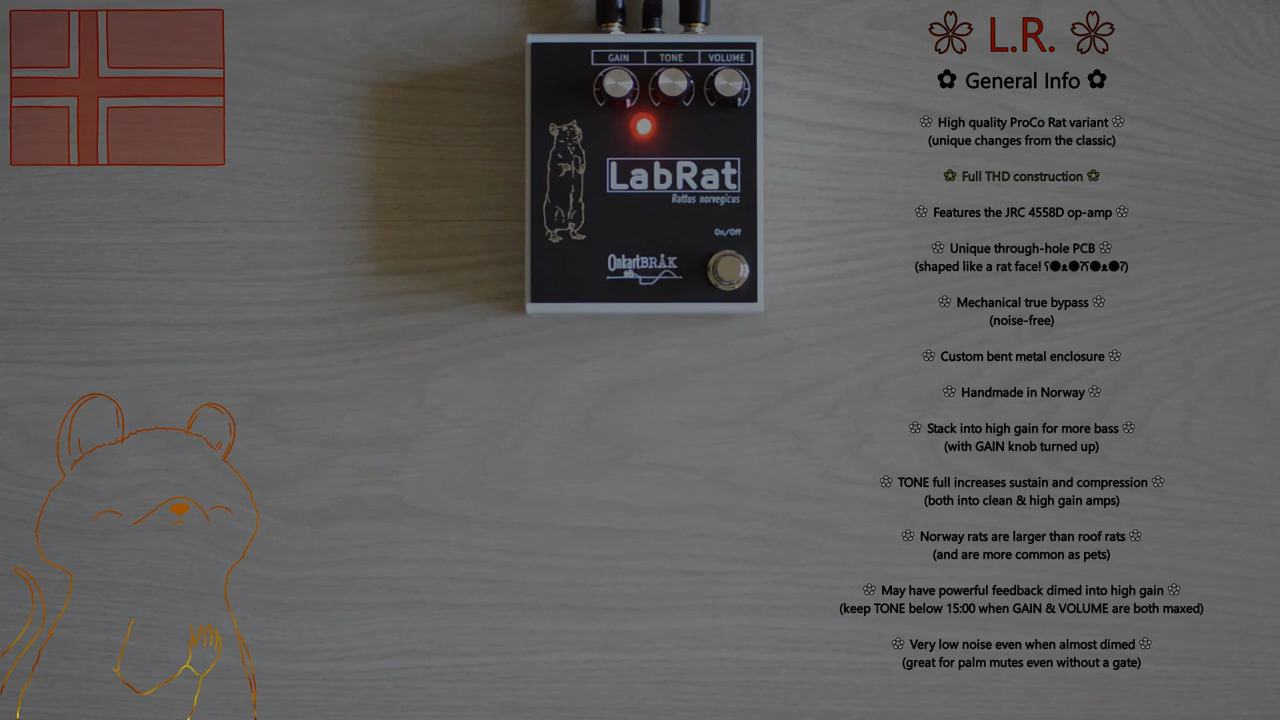 GAIN TONE VOLUME
LabRat
Rattus norvegicus
On/Off
OnkartBRÅK
❀ L.R. ❀
✿ General Info ✿
❀ High quality ProCo Rat variant ❀
(unique changes from the classic)
❀ Full THD construction ❀
❀ Features the JRC 4558D op-amp ❀
❀ Unique through-hole PCB ❀
(shaped like a rat face! ʕ●ᴥ●ʔʕ●ᴥ●ʔ)
❀ Mechanical true bypass ❀
(noise-free)
❀ Custom bent metal enclosure ❀
❀ Handmade in Norway ❀
❀ Stack into high gain for more bass ❀
(with GAIN knob turned up)
❀ TONE full increases sustain and compression ❀
(both into clean & high gain amps)
❀ Norway rats are larger than roof rats ❀
(and are more common as pets)
❀ May have powerful feedback dimed into high gain ❀
(keep TONE below 15:00 when GAIN & VOLUME are both maxed)
❀ Very low noise even when almost dimed ❀
(great for palm mutes even without a gate)